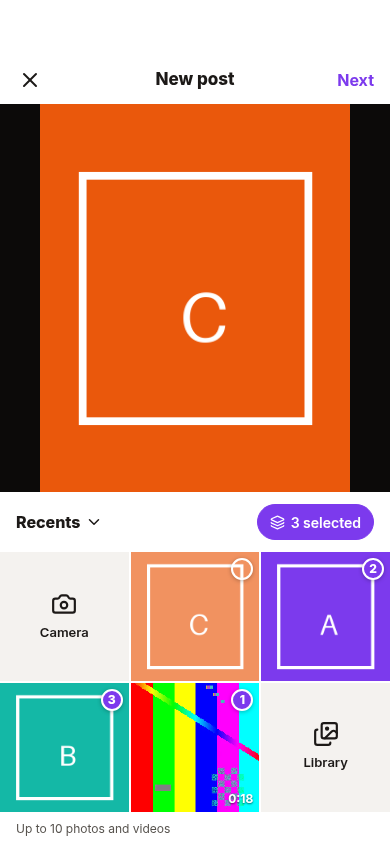 New post
Next
C
Recents
3 selected
Camera
C
2
A
3
B
1
0:18
Library
Up to 10 photos and videos